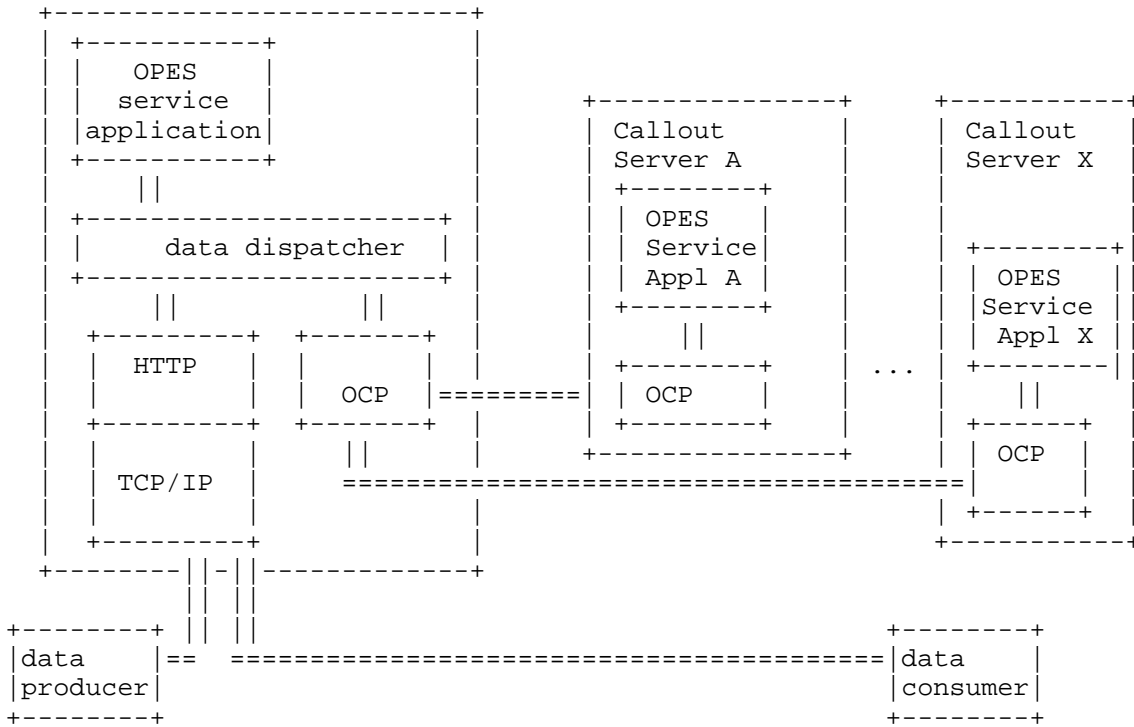 OPES
service
application
data dispatcher
HTTP
OCP
TCP/IP
Callout
Server A
OPES
Service
Appl A
OCP
...
Callout
Server X
OPES
Service
Appl X
OCP
data
producer
data
consumer